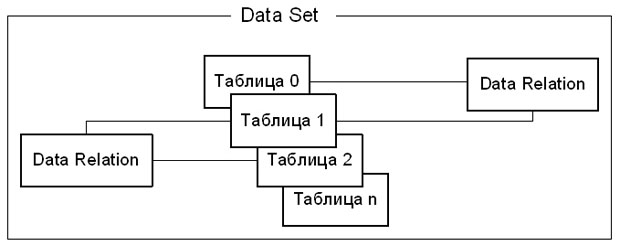 Data Set
Таблица 0
Data Relation
Таблица 1
Data Relation
Таблица 2
Таблица n